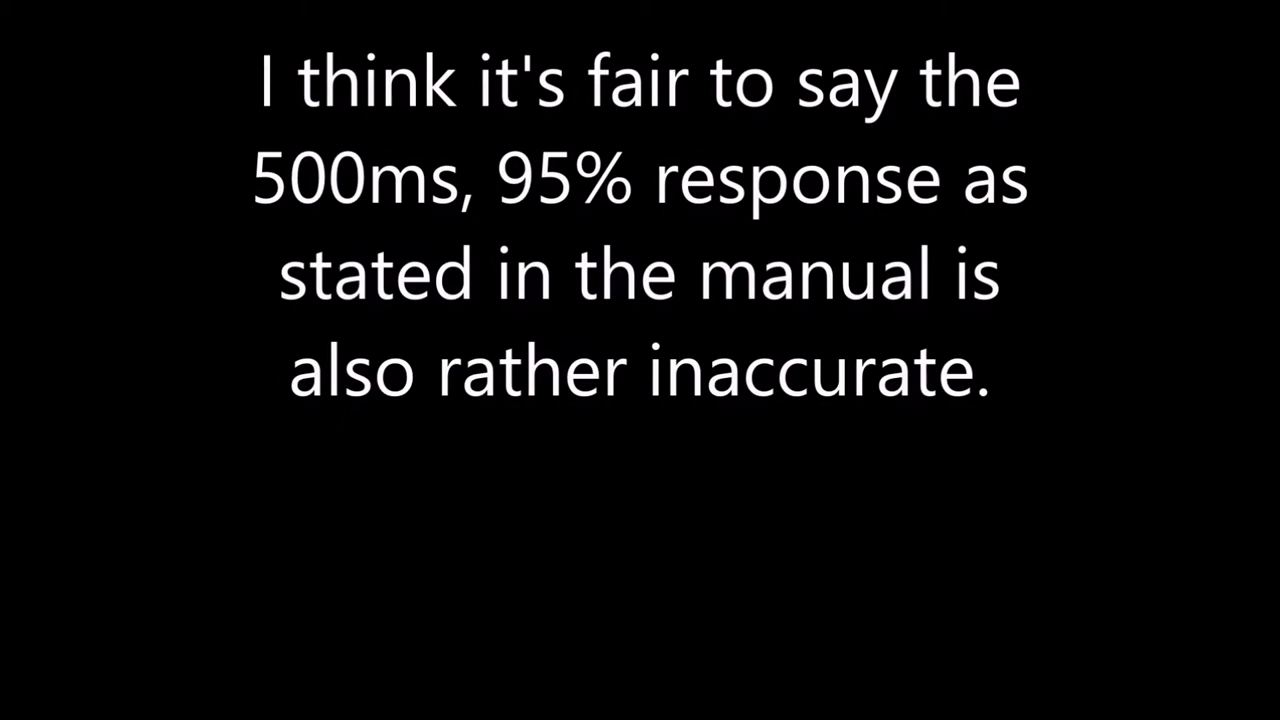 I think it's fair to say the
500ms, 95% response as
stated in the manual is
also rather inaccurate.